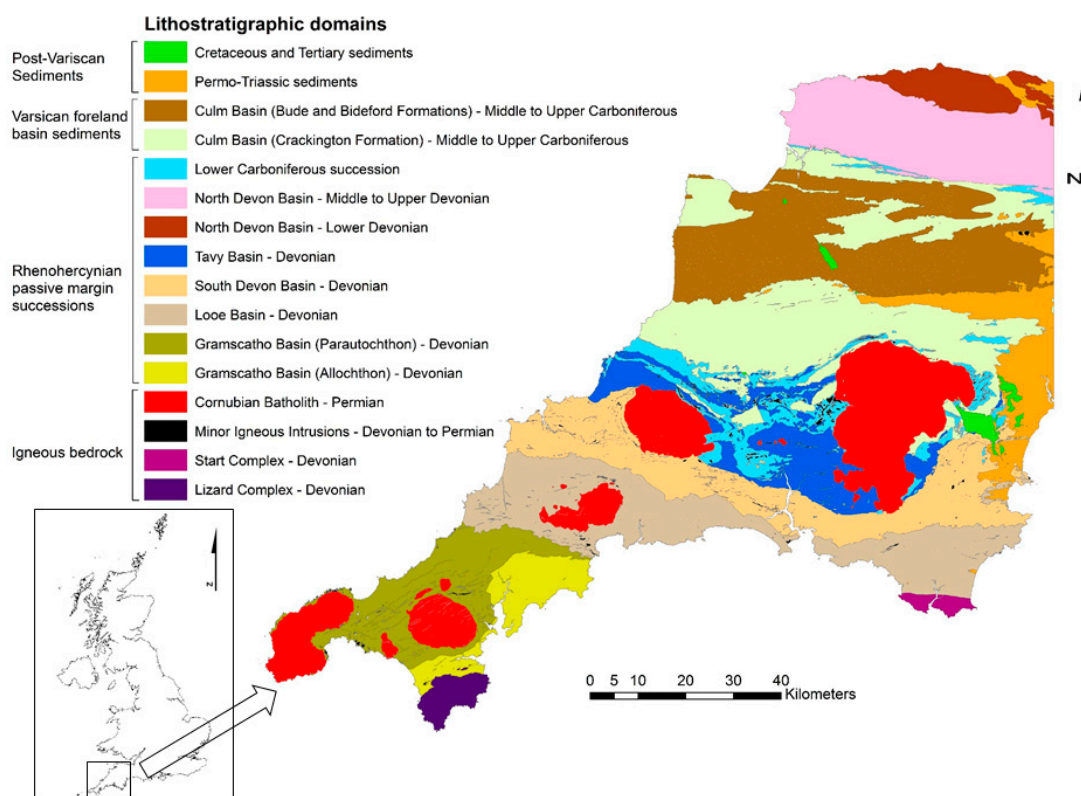 Lithostratigraphic domains
Post-Variscan
Sediments
Cretaceous and Tertiary sediments
Permo-Triassic sediments
Varsican foreland
basin sediments
Culm Basin (Bude and Bideford Formations) - Middle to Upper Carboniferous
Culm Basin (Crackington Formation) - Middle to Upper Carboniferous
Rhenohercynian
passive margin
successions
Lower Carboniferous succession
North Devon Basin - Middle to Upper Devonian
North Devon Basin - Lower Devonian
Tavy Basin - Devonian
South Devon Basin - Devonian
Looe Basin - Devonian
Gramscatho Basin (Parautochthon) - Devonian
Gramscatho Basin (Allochthon) - Devonian
Igneous bedrock
Cornubian Batholith - Permian
Minor Igneous Intrusions - Devonian to Permian
Start Complex - Devonian
Lizard Complex - Devonian
N
N
0 5 10 20 30 40
Kilometers